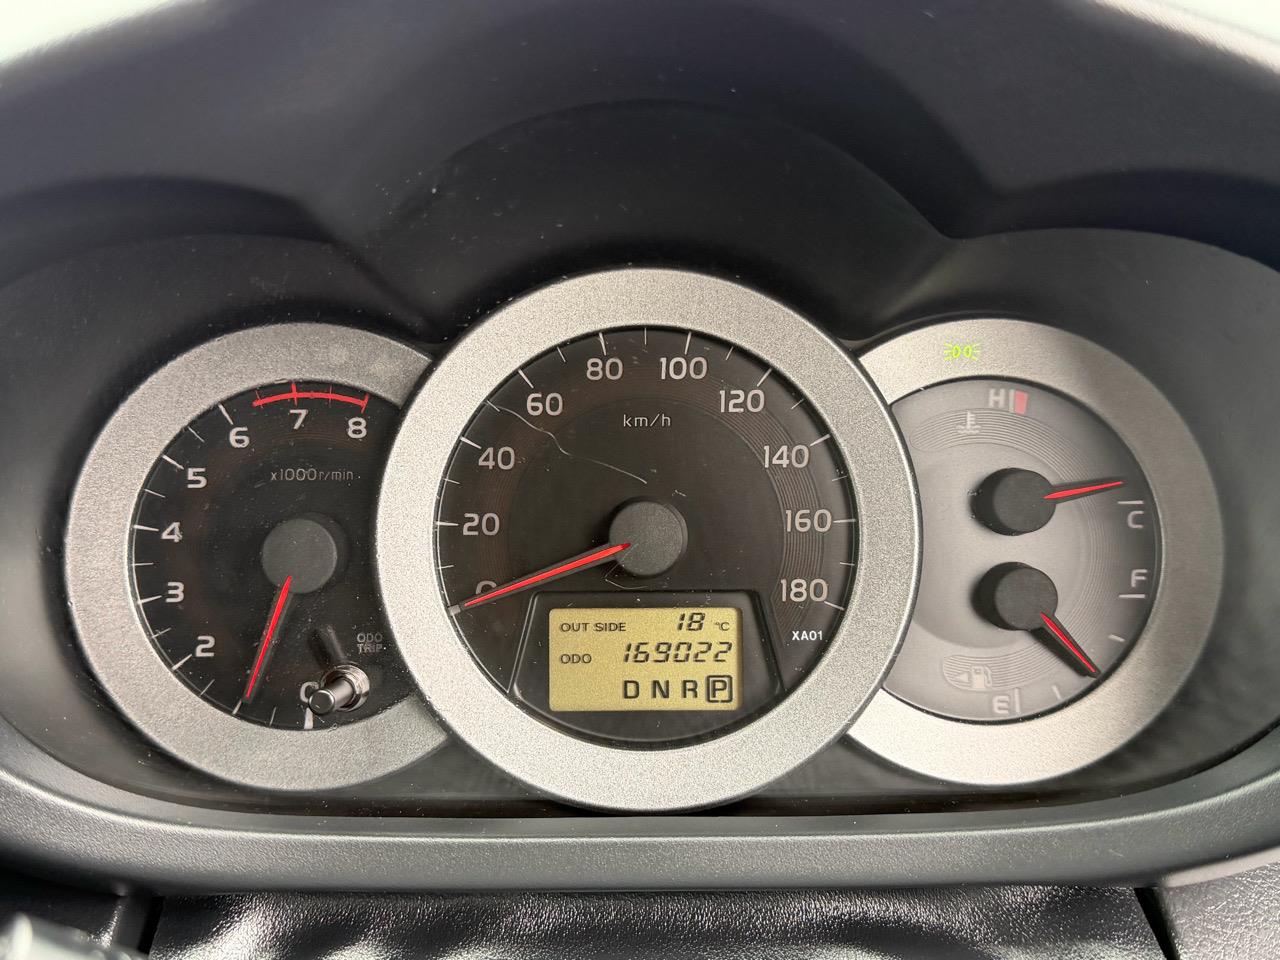 8
7
6
5
4
3
2
0
x1000r/min
ODO
TRIP
80 100
60 120
km/h
40 140
20 160
0 180
XA01
OUT SIDE 18 °C
ODO 169022
D N R P
H
C
F
E